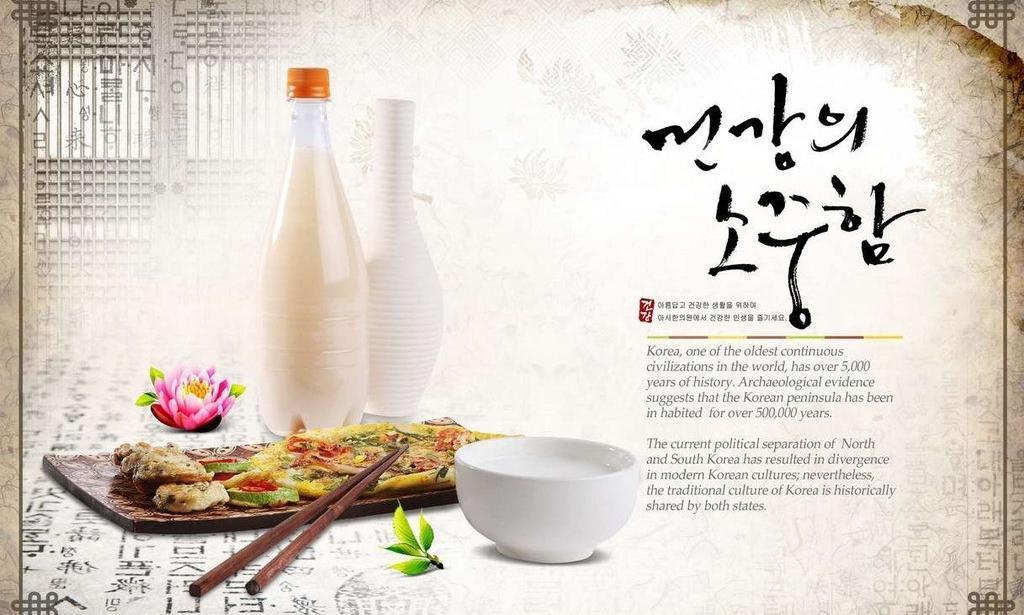 건강의
소중함
건강
아름답고 건강한 생활을 위하여
아사한의원에서 건강한 인생을 즐기세요.
Korea, one of the oldest continuous
civilizations in the world, has over 5,000
years of history. Archaeological evidence
suggests that the Korean peninsula has been
in habited for over 500,000 years.
The current political separation of North
and South Korea has resulted in divergence
in modern Korean cultures; nevertheless,
the traditional culture of Korea is historically
shared by both states.